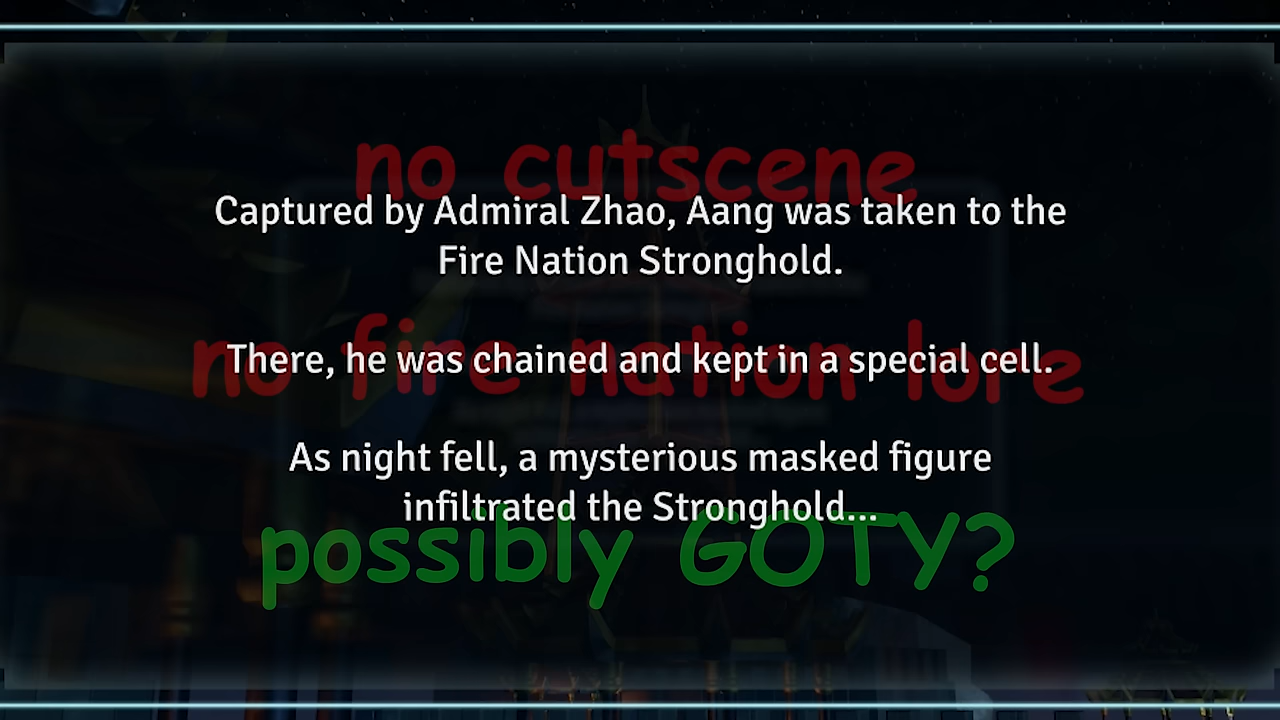 no cutscene
Captured by Admiral Zhao, Aang was taken to the
Fire Nation Stronghold.
no fire nation lore
There, he was chained and kept in a special cell.
As night fell, a mysterious masked figure
infiltrated the Stronghold...
possibly GOTY?